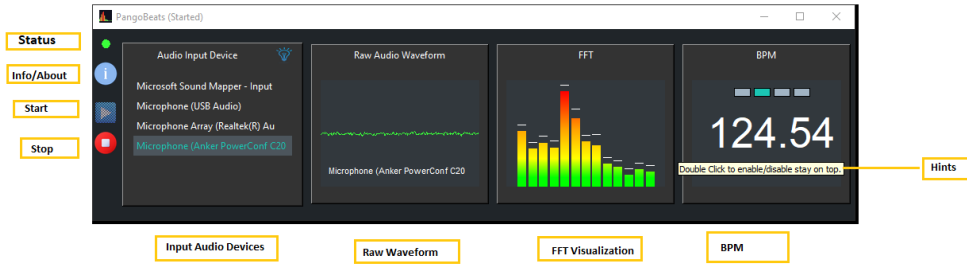 PangoBeats (Started)
Status
Info/About
Start
Stop
Audio Input Device
Microsoft Sound Mapper - Input
Microphone (USB Audio)
Microphone Array (Realtek(R) Au
Microphone (Anker PowerConf C20
Raw Audio Waveform
Microphone (Anker PowerConf C20
FFT
BPM
124.54
Double Click to enable/disable stay on top.
Hints
Input Audio Devices
Raw Waveform
FFT Visualization
BPM